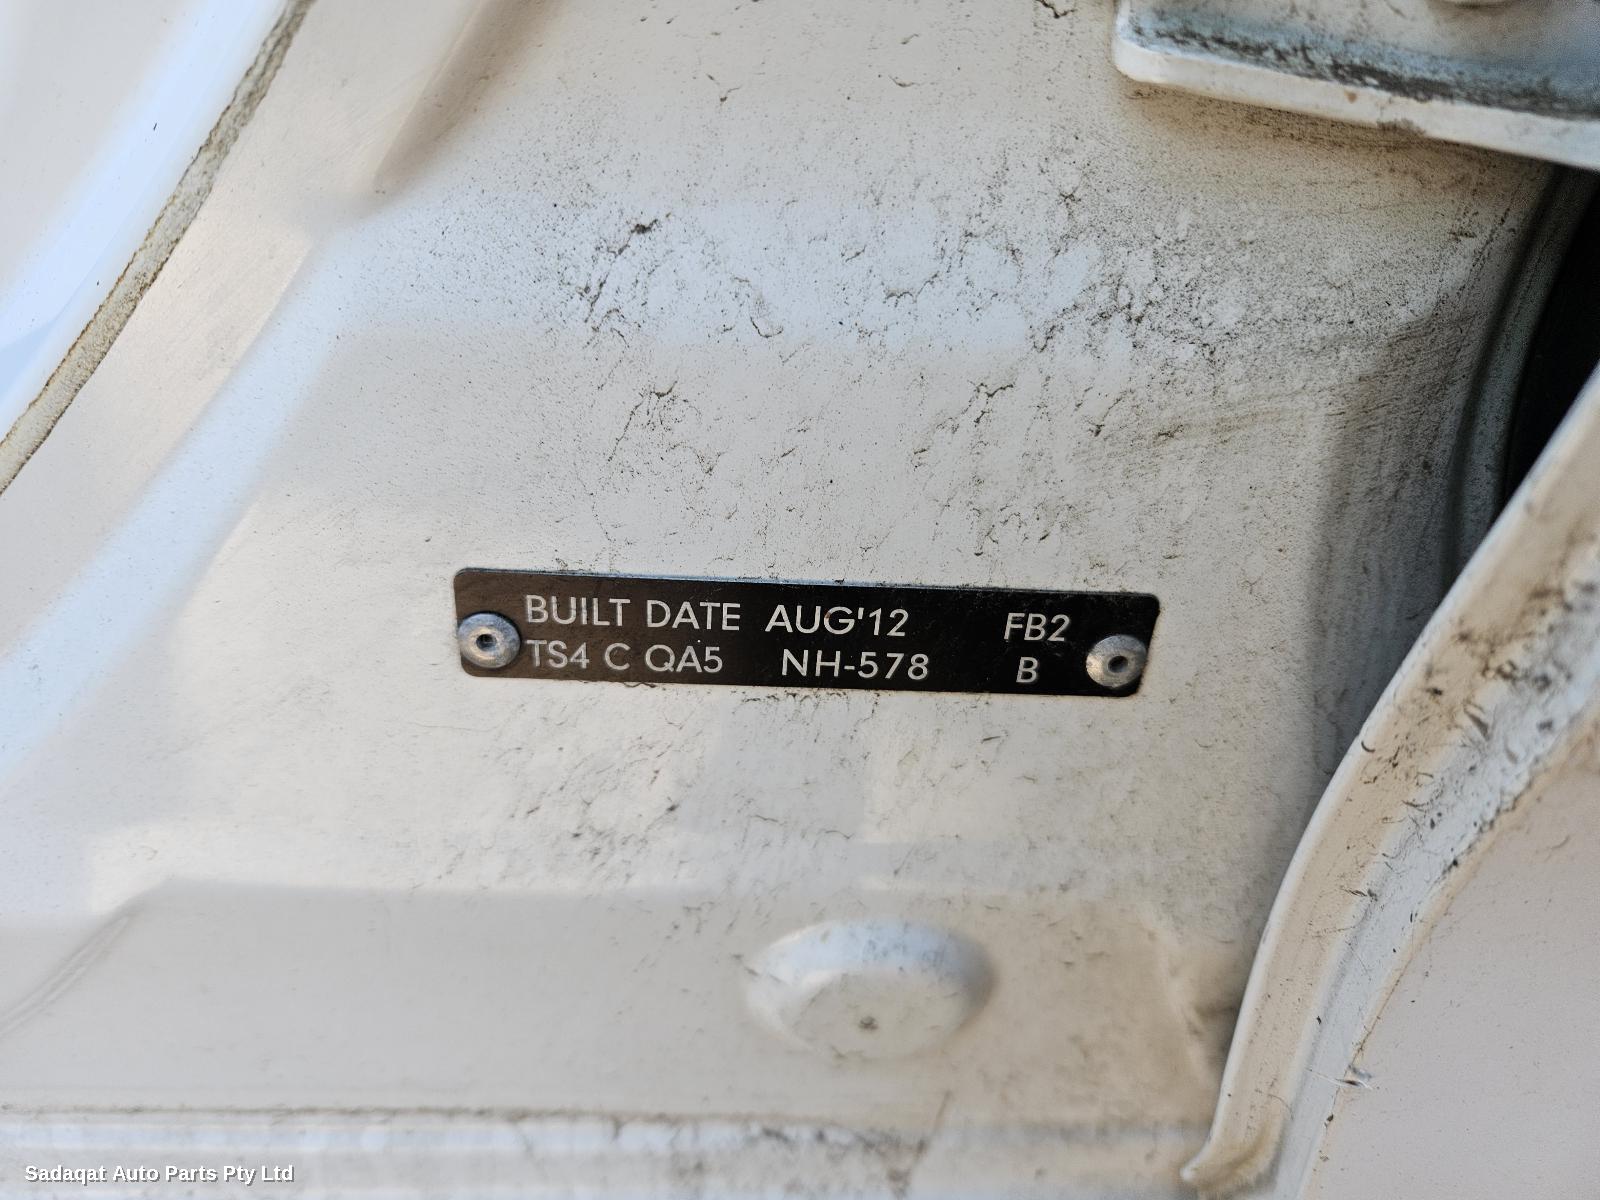 BUILT DATE AUG'12 FB2
TS4 C QA5 NH-578 B
Sadaqat Auto Parts Pty Ltd